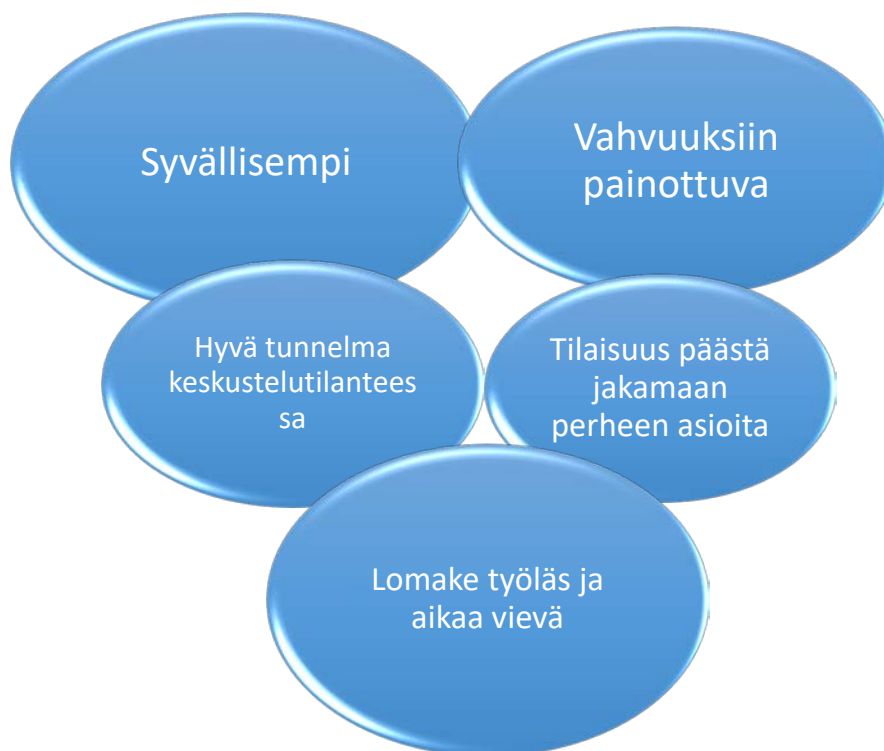 Syvällisempi
Vahvuuksiin
painottuva
Hyvä tunnelma
keskustelutilantees
sa
Tilaisuus päästä
jakamaan
perheen asioita
Lomake työläs ja
aikaa vievä